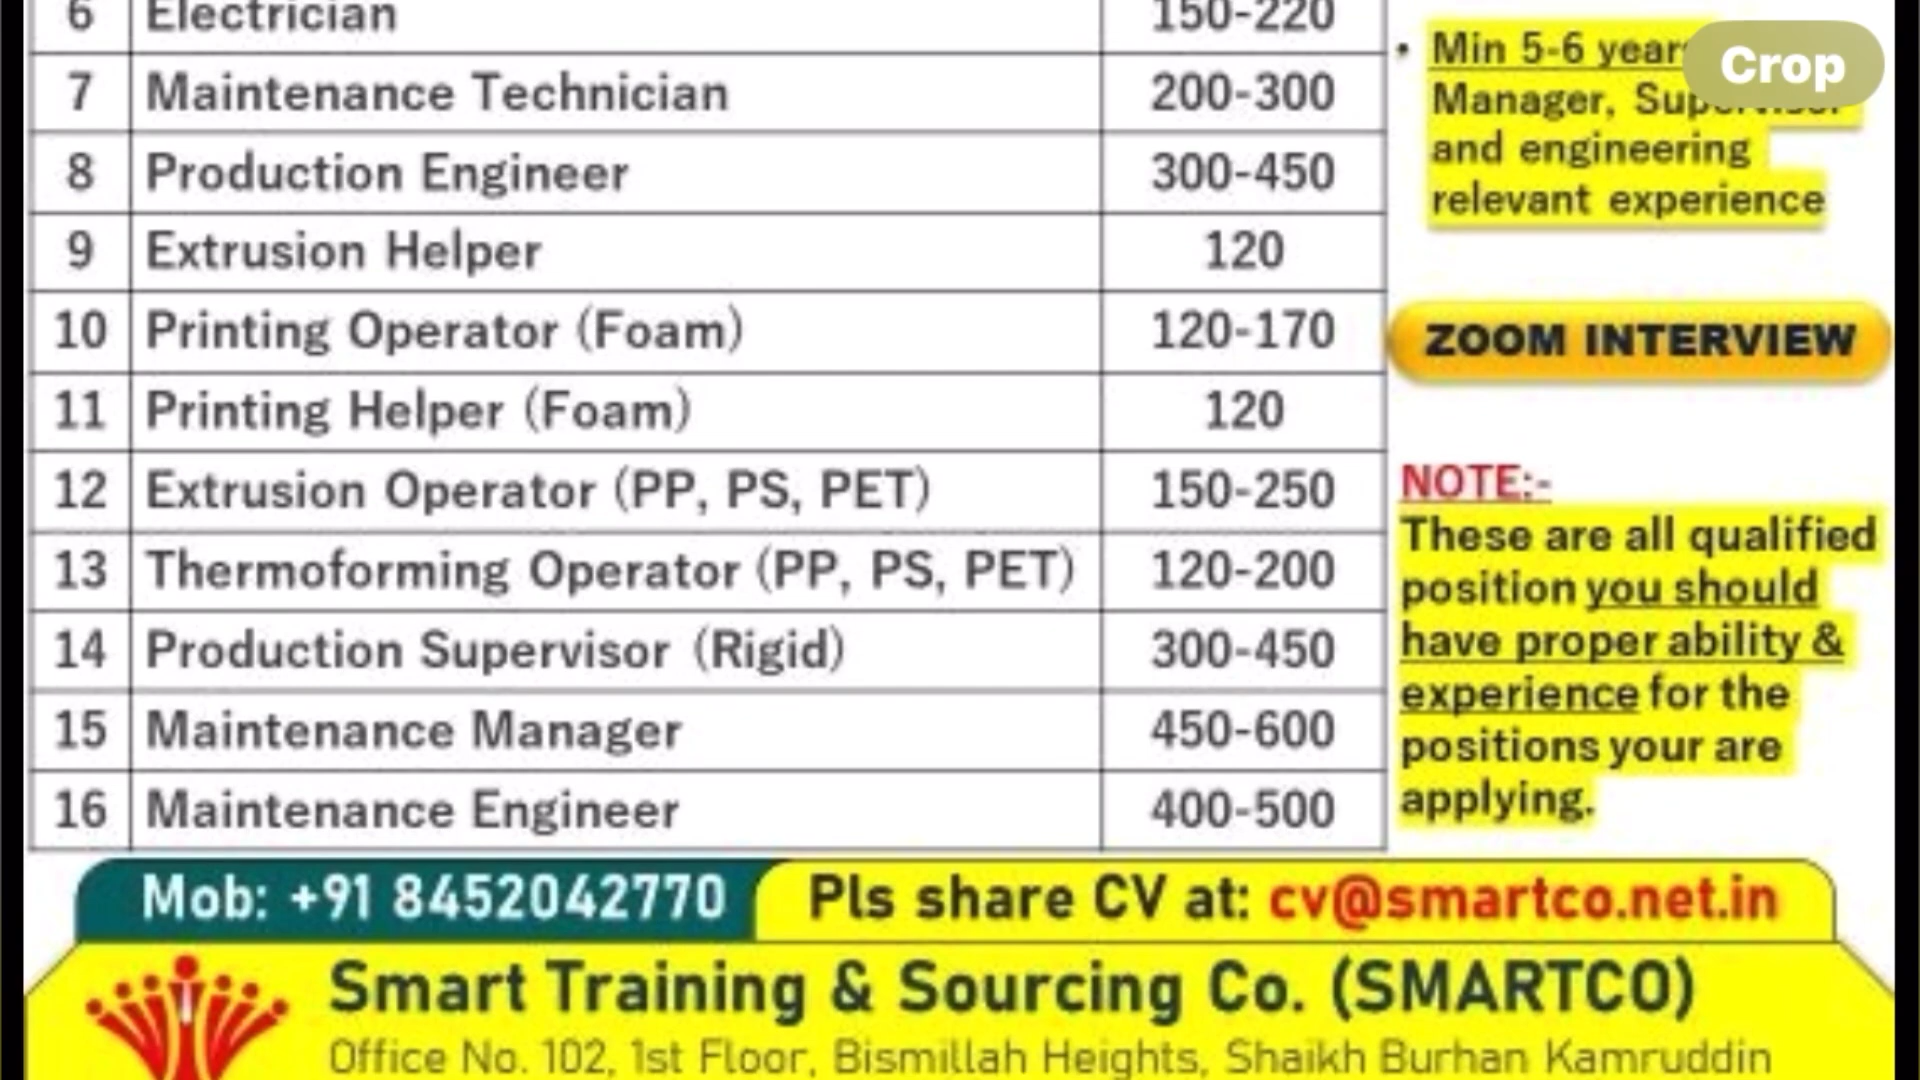 6 Electrician 150-220
7 Maintenance Technician 200-300
8 Production Engineer 300-450
9 Extrusion Helper 120
10 Printing Operator (Foam) 120-170
11 Printing Helper (Foam) 120
12 Extrusion Operator (PP, PS, PET) 150-250
13 Thermoforming Operator (PP, PS, PET) 120-200
14 Production Supervisor (Rigid) 300-450
15 Maintenance Manager 450-600
16 Maintenance Engineer 400-500
• Min 5-6 years
Manager, Supervisor
and engineering
relevant experience
Crop
ZOOM INTERVIEW
NOTE:-
These are all qualified
position you should
have proper ability &
experience for the
positions your are
applying.
Mob: +91 8452042770
Pls share CV at: cv@smartco.net.in
Smart Training & Sourcing Co. (SMARTCO)
Office No. 102, 1st Floor, Bismillah Heights, Shaikh Burhan Kamruddin